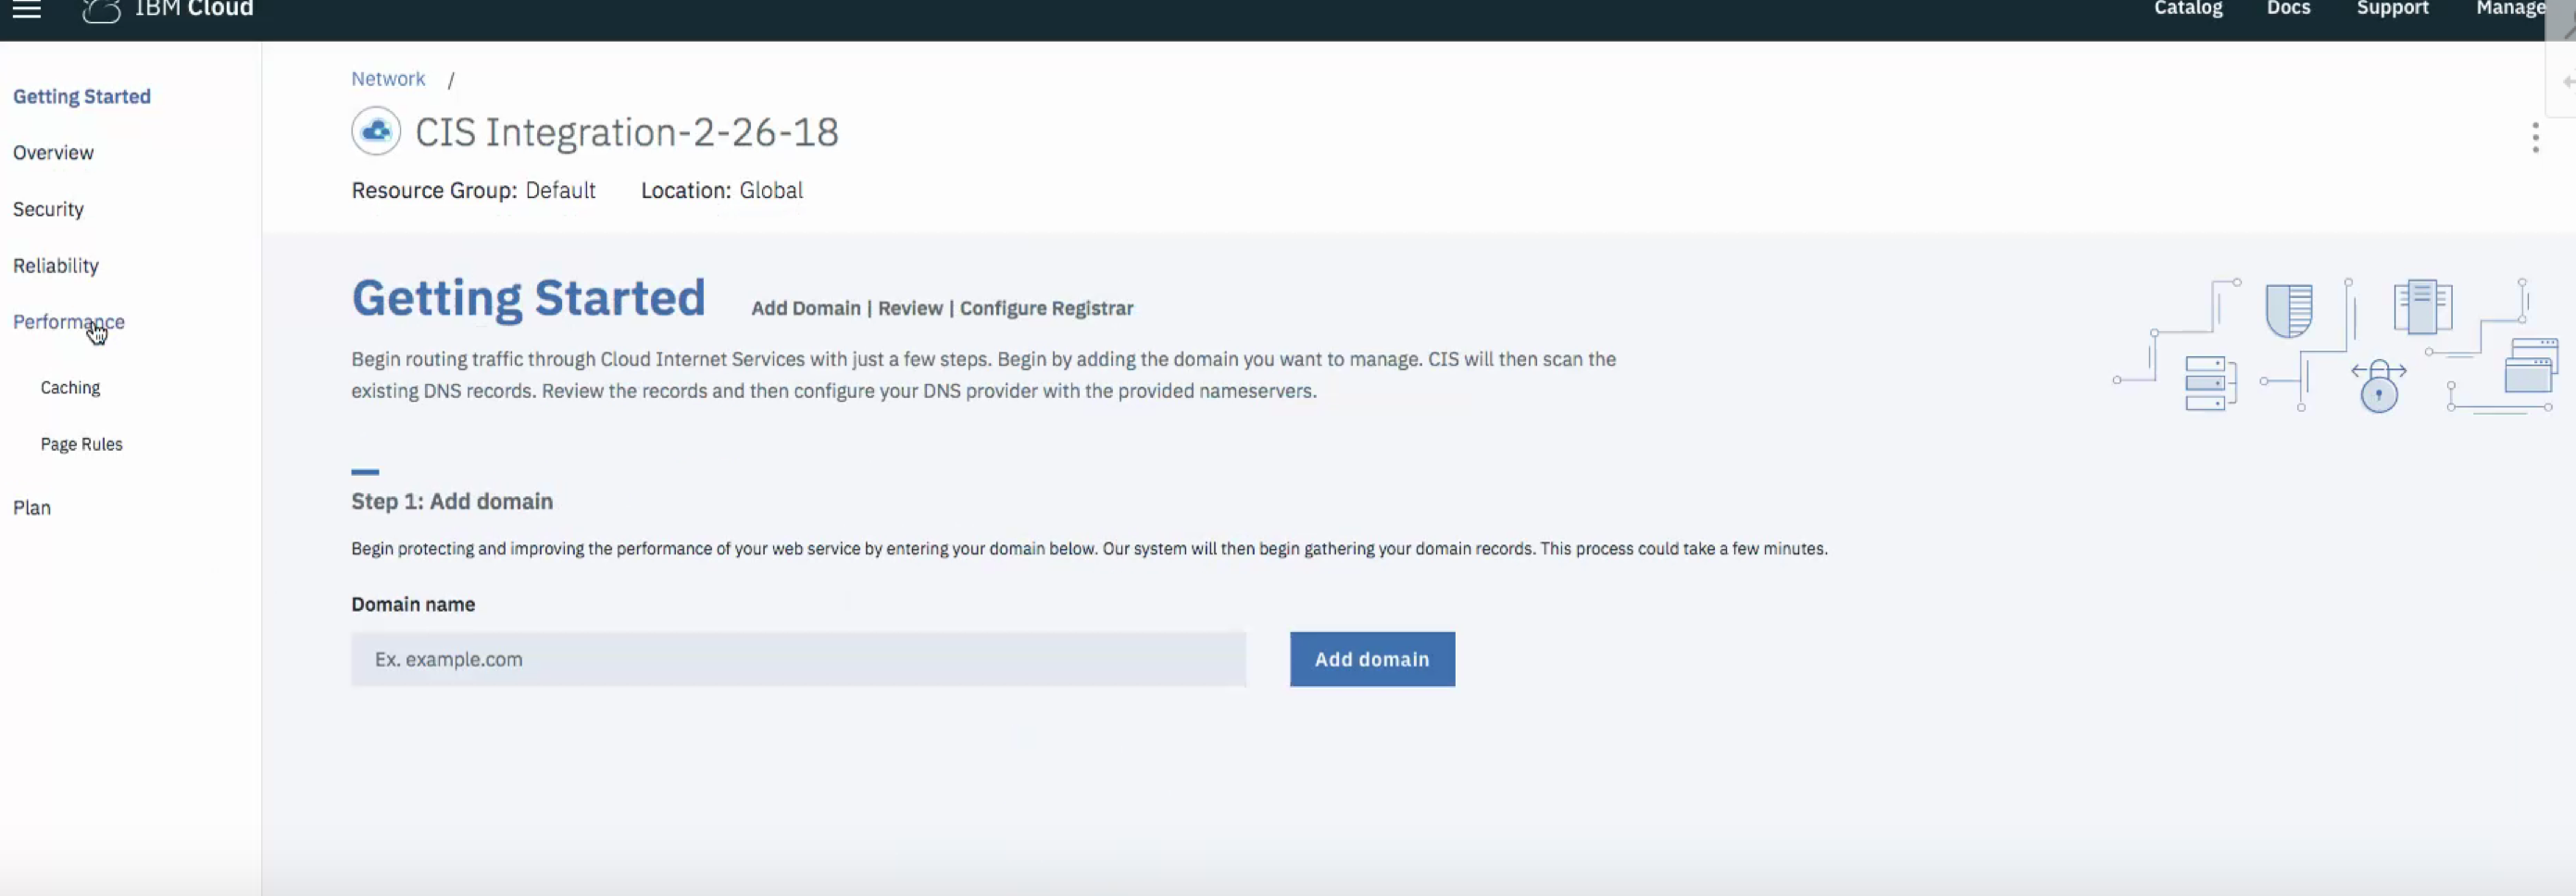 IBM Cloud
Catalog Docs Support Manage
Getting Started
Overview
Security
Reliability
Performance
Caching
Page Rules
Plan
Network /
CIS Integration-2-26-18
Resource Group: Default Location: Global
Getting Started Add Domain | Review | Configure Registrar
Begin routing traffic through Cloud Internet Services with just a few steps. Begin by adding the domain you want to manage. CIS will then scan the
existing DNS records. Review the records and then configure your DNS provider with the provided nameservers.
Step 1: Add domain
Begin protecting and improving the performance of your web service by entering your domain below. Our system will then begin gathering your domain records. This process could take a few minutes.
Domain name
Ex. example.com
Add domain